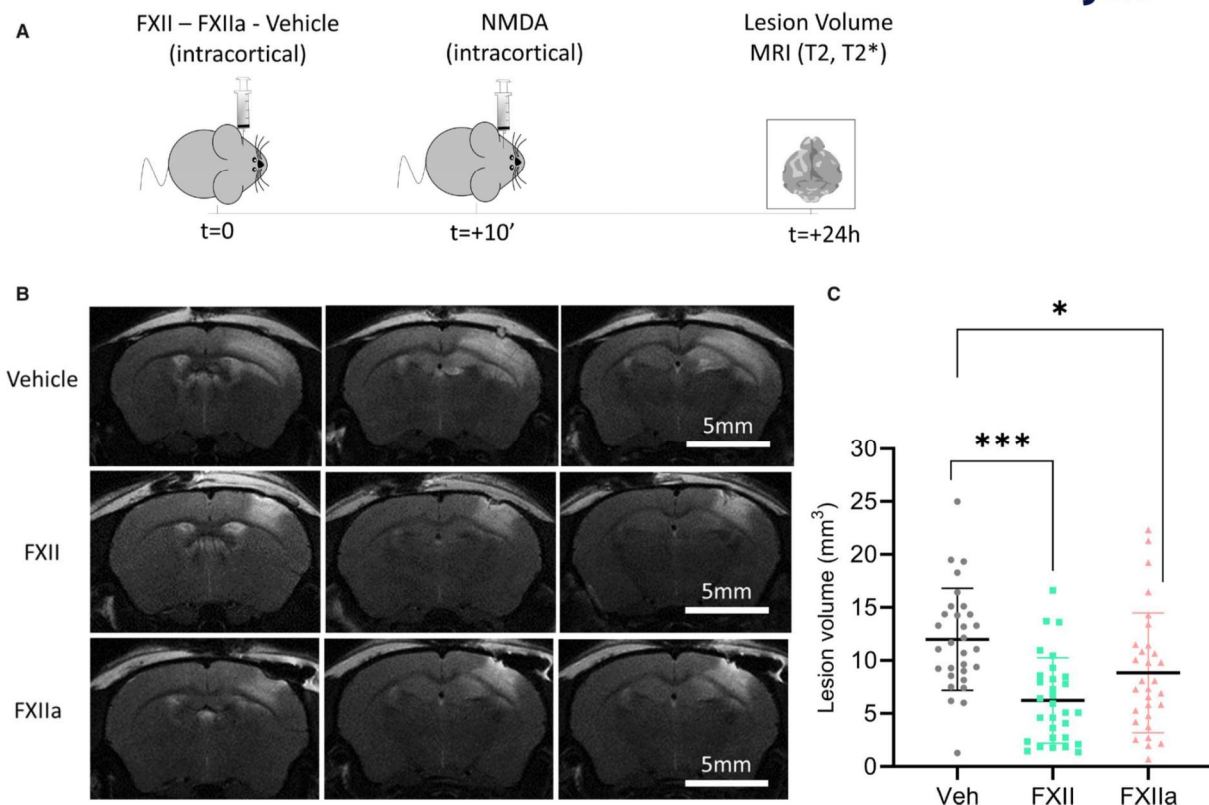 A
FXII – FXIIa - Vehicle
(intracortical)
NMDA
(intracortical)
Lesion Volume
MRI (T2, T2*)
t=0
t=+10’
t=+24h
B
Vehicle
5mm
FXII
5mm
FXIIa
5mm
C
*
***
Lesion volume (mm³)
30
25
20
15
10
5
0
Veh
FXII
FXIIa